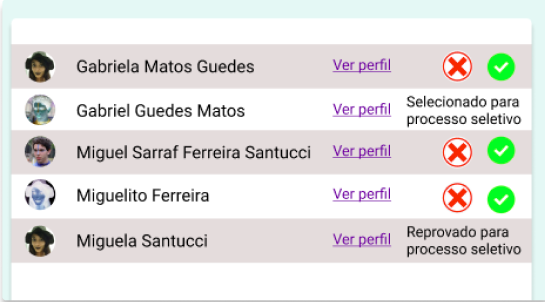 Gabriela Matos Guedes Ver perfil
Gabriel Guedes Matos Ver perfil Selecionado para
processo seletivo
Miguel Sarraf Ferreira Santucci Ver perfil
Miguelito Ferreira Ver perfil
Miguela Santucci Ver perfil Reprovado para
processo seletivo